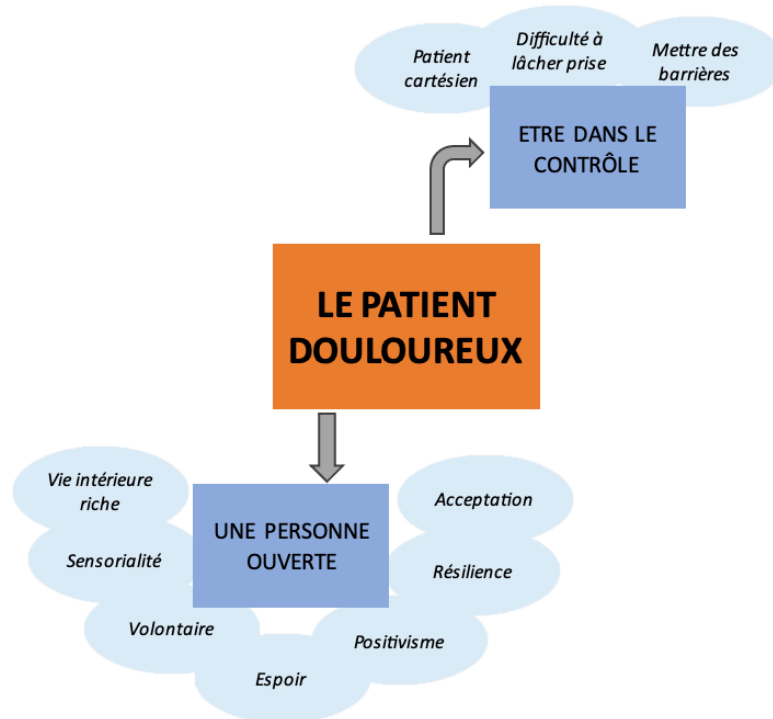 Patient
cartésien
Difficulté à
lâcher prise
Mettre des
barrières
ETRE DANS LE
CONTRÔLE
LE PATIENT
DOULOUREUX
Vie intérieure
riche
Acceptation
UNE PERSONNE
OUVERTE
Sensorialité
Résilience
Volontaire
Positivisme
Espoir